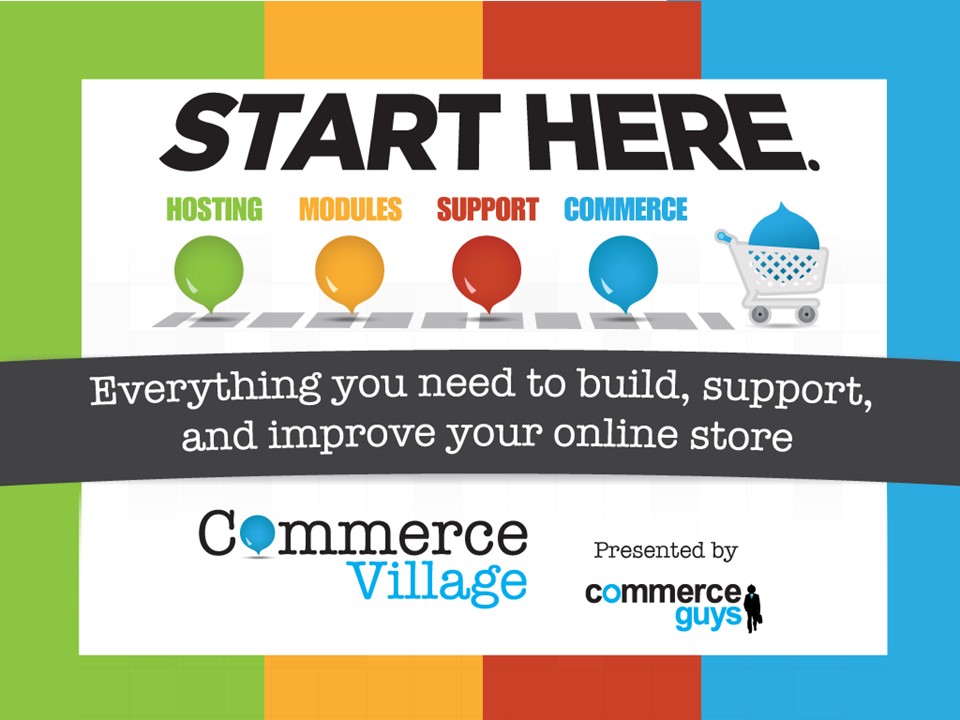 START HERE.
HOSTING MODULES SUPPORT COMMERCE
Everything you need to build, support,
and improve your online store
Commerce
Village
Presented by
commerce
guys